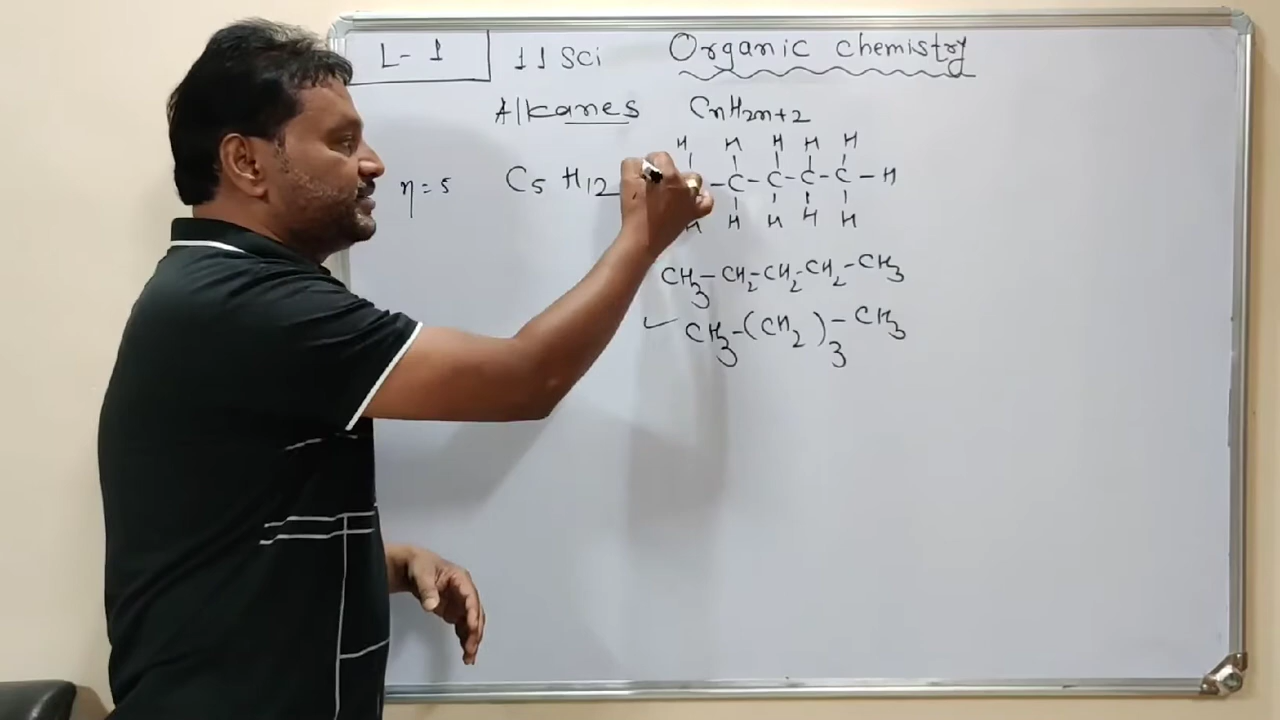 L-1 11 Sci Organic chemistry
Alkanes CnH2n+2
H H H H H
n = 5 C5 H12 -C-C-C-C-H
H H H H H
CH3-CH2-CH2-CH2-CH3
✓ CH3-(CH2)3-CH3